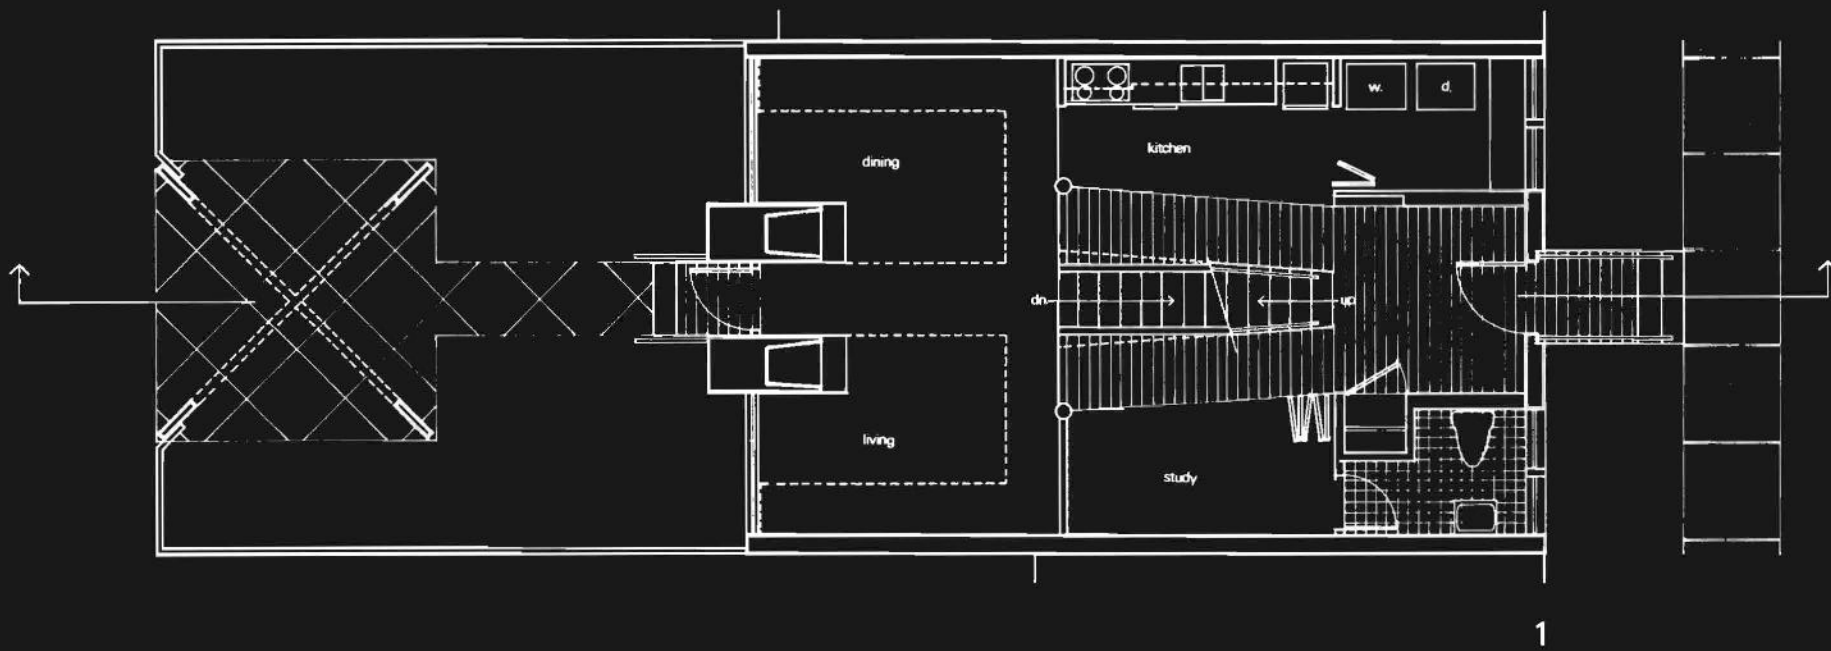 w.
d.
dining
kitchen
dn
up
living
study
1